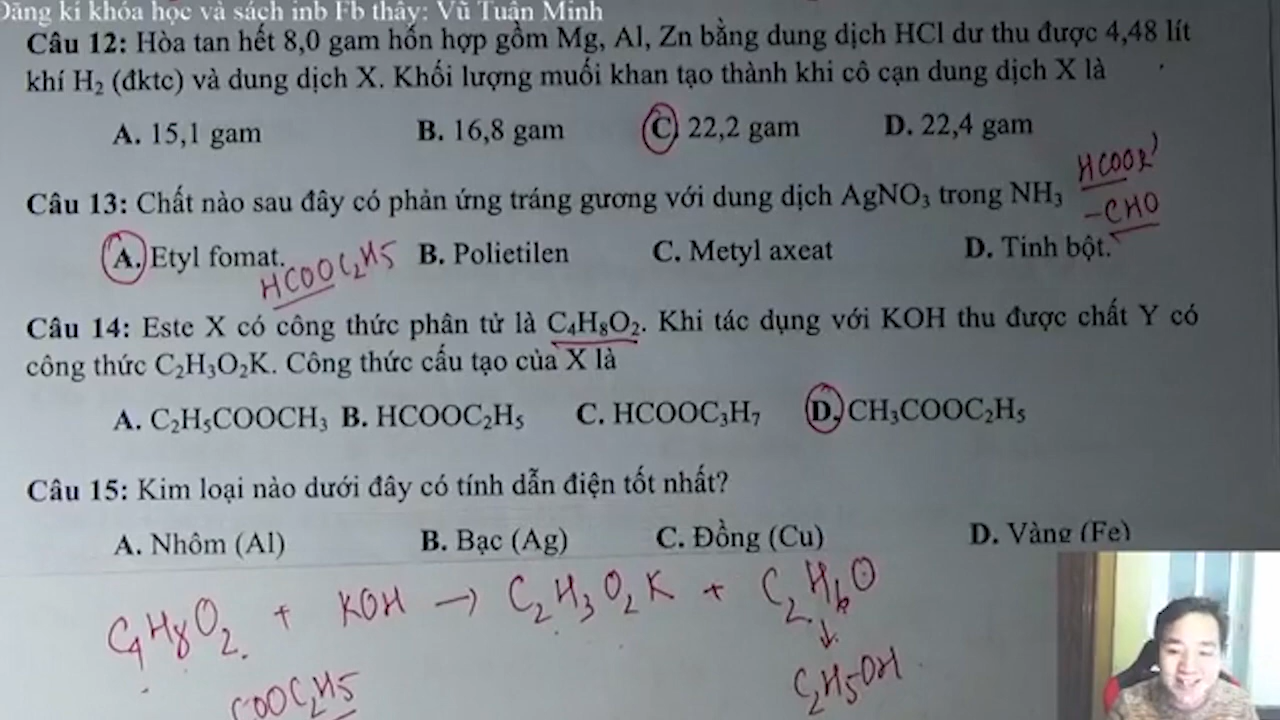 Đăng kí khóa học và sách inb Fb thầy: Vũ Tuấn Minh
Câu 12: Hòa tan hết 8,0 gam hỗn hợp gồm Mg, Al, Zn bằng dung dịch HCl dư thu được 4,48 lít
khí H₂ (đktc) và dung dịch X. Khối lượng muối khan tạo thành khi cô cạn dung dịch X là
A. 15,1 gam B. 16,8 gam C. 22,2 gam D. 22,4 gam
HCOOR'
Câu 13: Chất nào sau đây có phản ứng tráng gương với dung dịch AgNO₃ trong NH₃
-CHO
A. Etyl fomat. B. Polietilen C. Metyl axeat D. Tinh bột.
HCOOC₂H₅
Câu 14: Este X có công thức phân tử là C₄H₈O₂. Khi tác dụng với KOH thu được chất Y có
công thức C₂H₃O₂K. Công thức cấu tạo của X là
A. C₂H₅COOCH₃ B. HCOOC₂H₅ C. HCOOC₃H₇ D. CH₃COOC₂H₅
Câu 15: Kim loại nào dưới đây có tính dẫn điện tốt nhất?
A. Nhôm (Al) B. Bạc (Ag) C. Đồng (Cu) D. Vàng (Fe)
C₄H₈O₂ + KOH → C₂H₃O₂K + C₂H₆O
↓
C₂H₅OH
COOC₂H₅